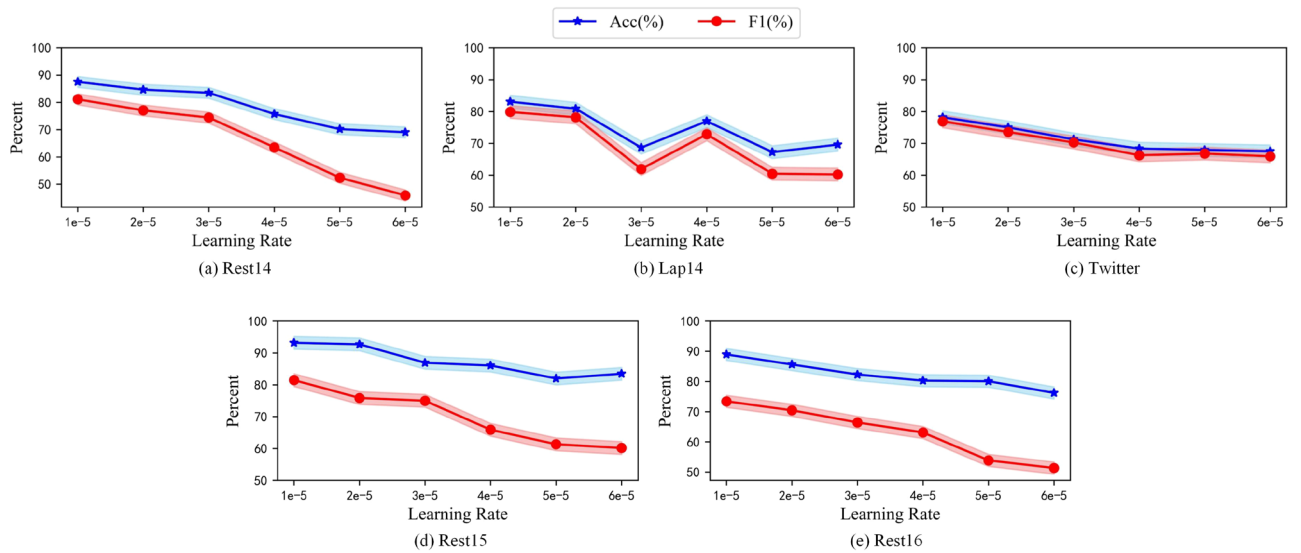 Acc(%) F1(%)
100
90
80
70
60
50
Percent
1e-5 2e-5 3e-5 4e-5 5e-5 6e-5
Learning Rate
(a) Rest14
100
90
80
70
60
50
Percent
1e-5 2e-5 3e-5 4e-5 5e-5 6e-5
Learning Rate
(b) Lap14
100
90
80
70
60
50
Percent
1e-5 2e-5 3e-5 4e-5 5e-5 6e-5
Learning Rate
(c) Twitter
100
90
80
70
60
50
Percent
1e-5 2e-5 3e-5 4e-5 5e-5 6e-5
Learning Rate
(d) Rest15
100
90
80
70
60
50
Percent
1e-5 2e-5 3e-5 4e-5 5e-5 6e-5
Learning Rate
(e) Rest16